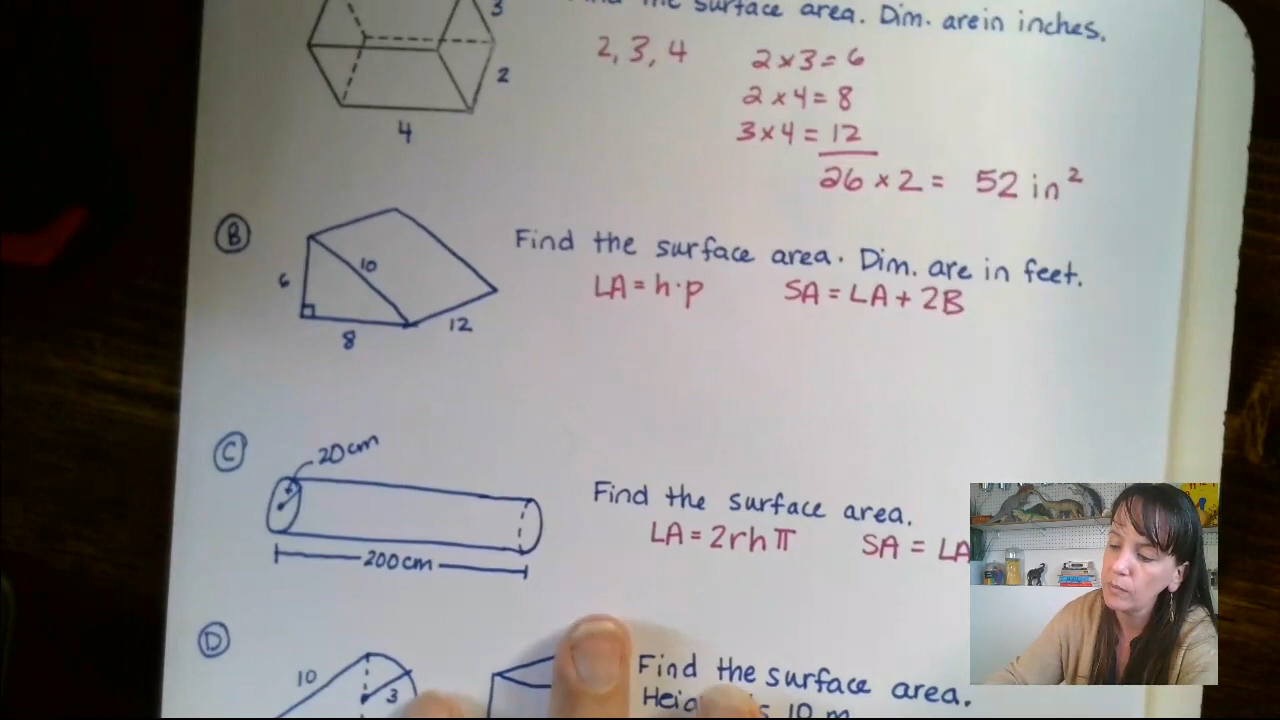 3
the surface area. Dim. are in inches.
2, 3, 4
2 × 3 = 6
2
2 × 4 = 8
4
3 × 4 = 12
26 × 2 = 52 in²
B
6
10
8
12
Find the surface area. Dim. are in feet.
LA = h·p SA = LA + 2B
C
20cm
200cm
Find the surface area.
LA = 2rhπ SA = LA
D
10
3
Find the surface area.
10 m